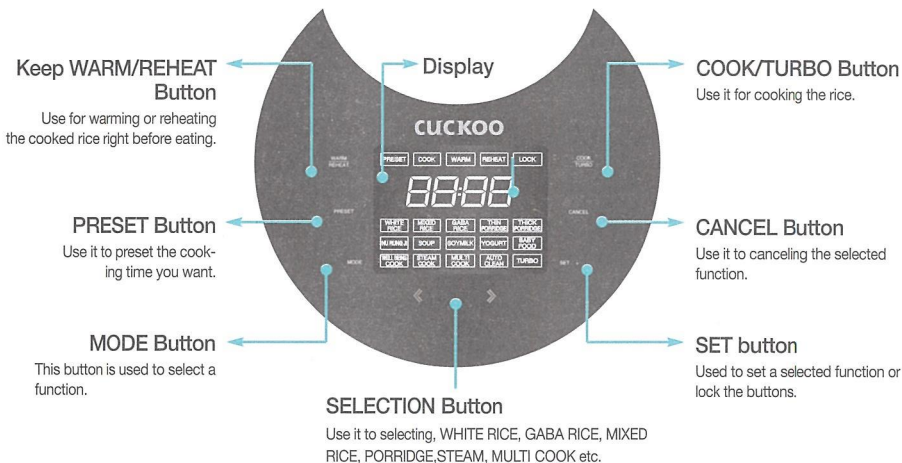 Keep WARM/REHEAT
Button
Use for warming or reheating
the cooked rice right before eating.
PRESET Button
Use it to preset the cook-
ing time you want.
MODE Button
This button is used to select a
function.
Display
CUCKOO
PRESET COOK WARM REHEAT LOCK
88:88
WHITE RICE MIXED RICE GABA RICE THIN PORRIDGE THICK PORRIDGE
NU RUNG JI SOUP SOYMILK YOGURT BABY FOOD
STEAM COOK MULTI COOK AUTO CLEAN TURBO
WARM
REHEAT
PRESET
MODE
COOK
TURBO
CANCEL
SET
< >
SELECTION Button
Use it to selecting, WHITE RICE, GABA RICE, MIXED
RICE, PORRIDGE,STEAM, MULTI COOK etc.
COOK/TURBO Button
Use it for cooking the rice.
CANCEL Button
Use it to canceling the selected
function.
SET button
Used to set a selected function or
lock the buttons.